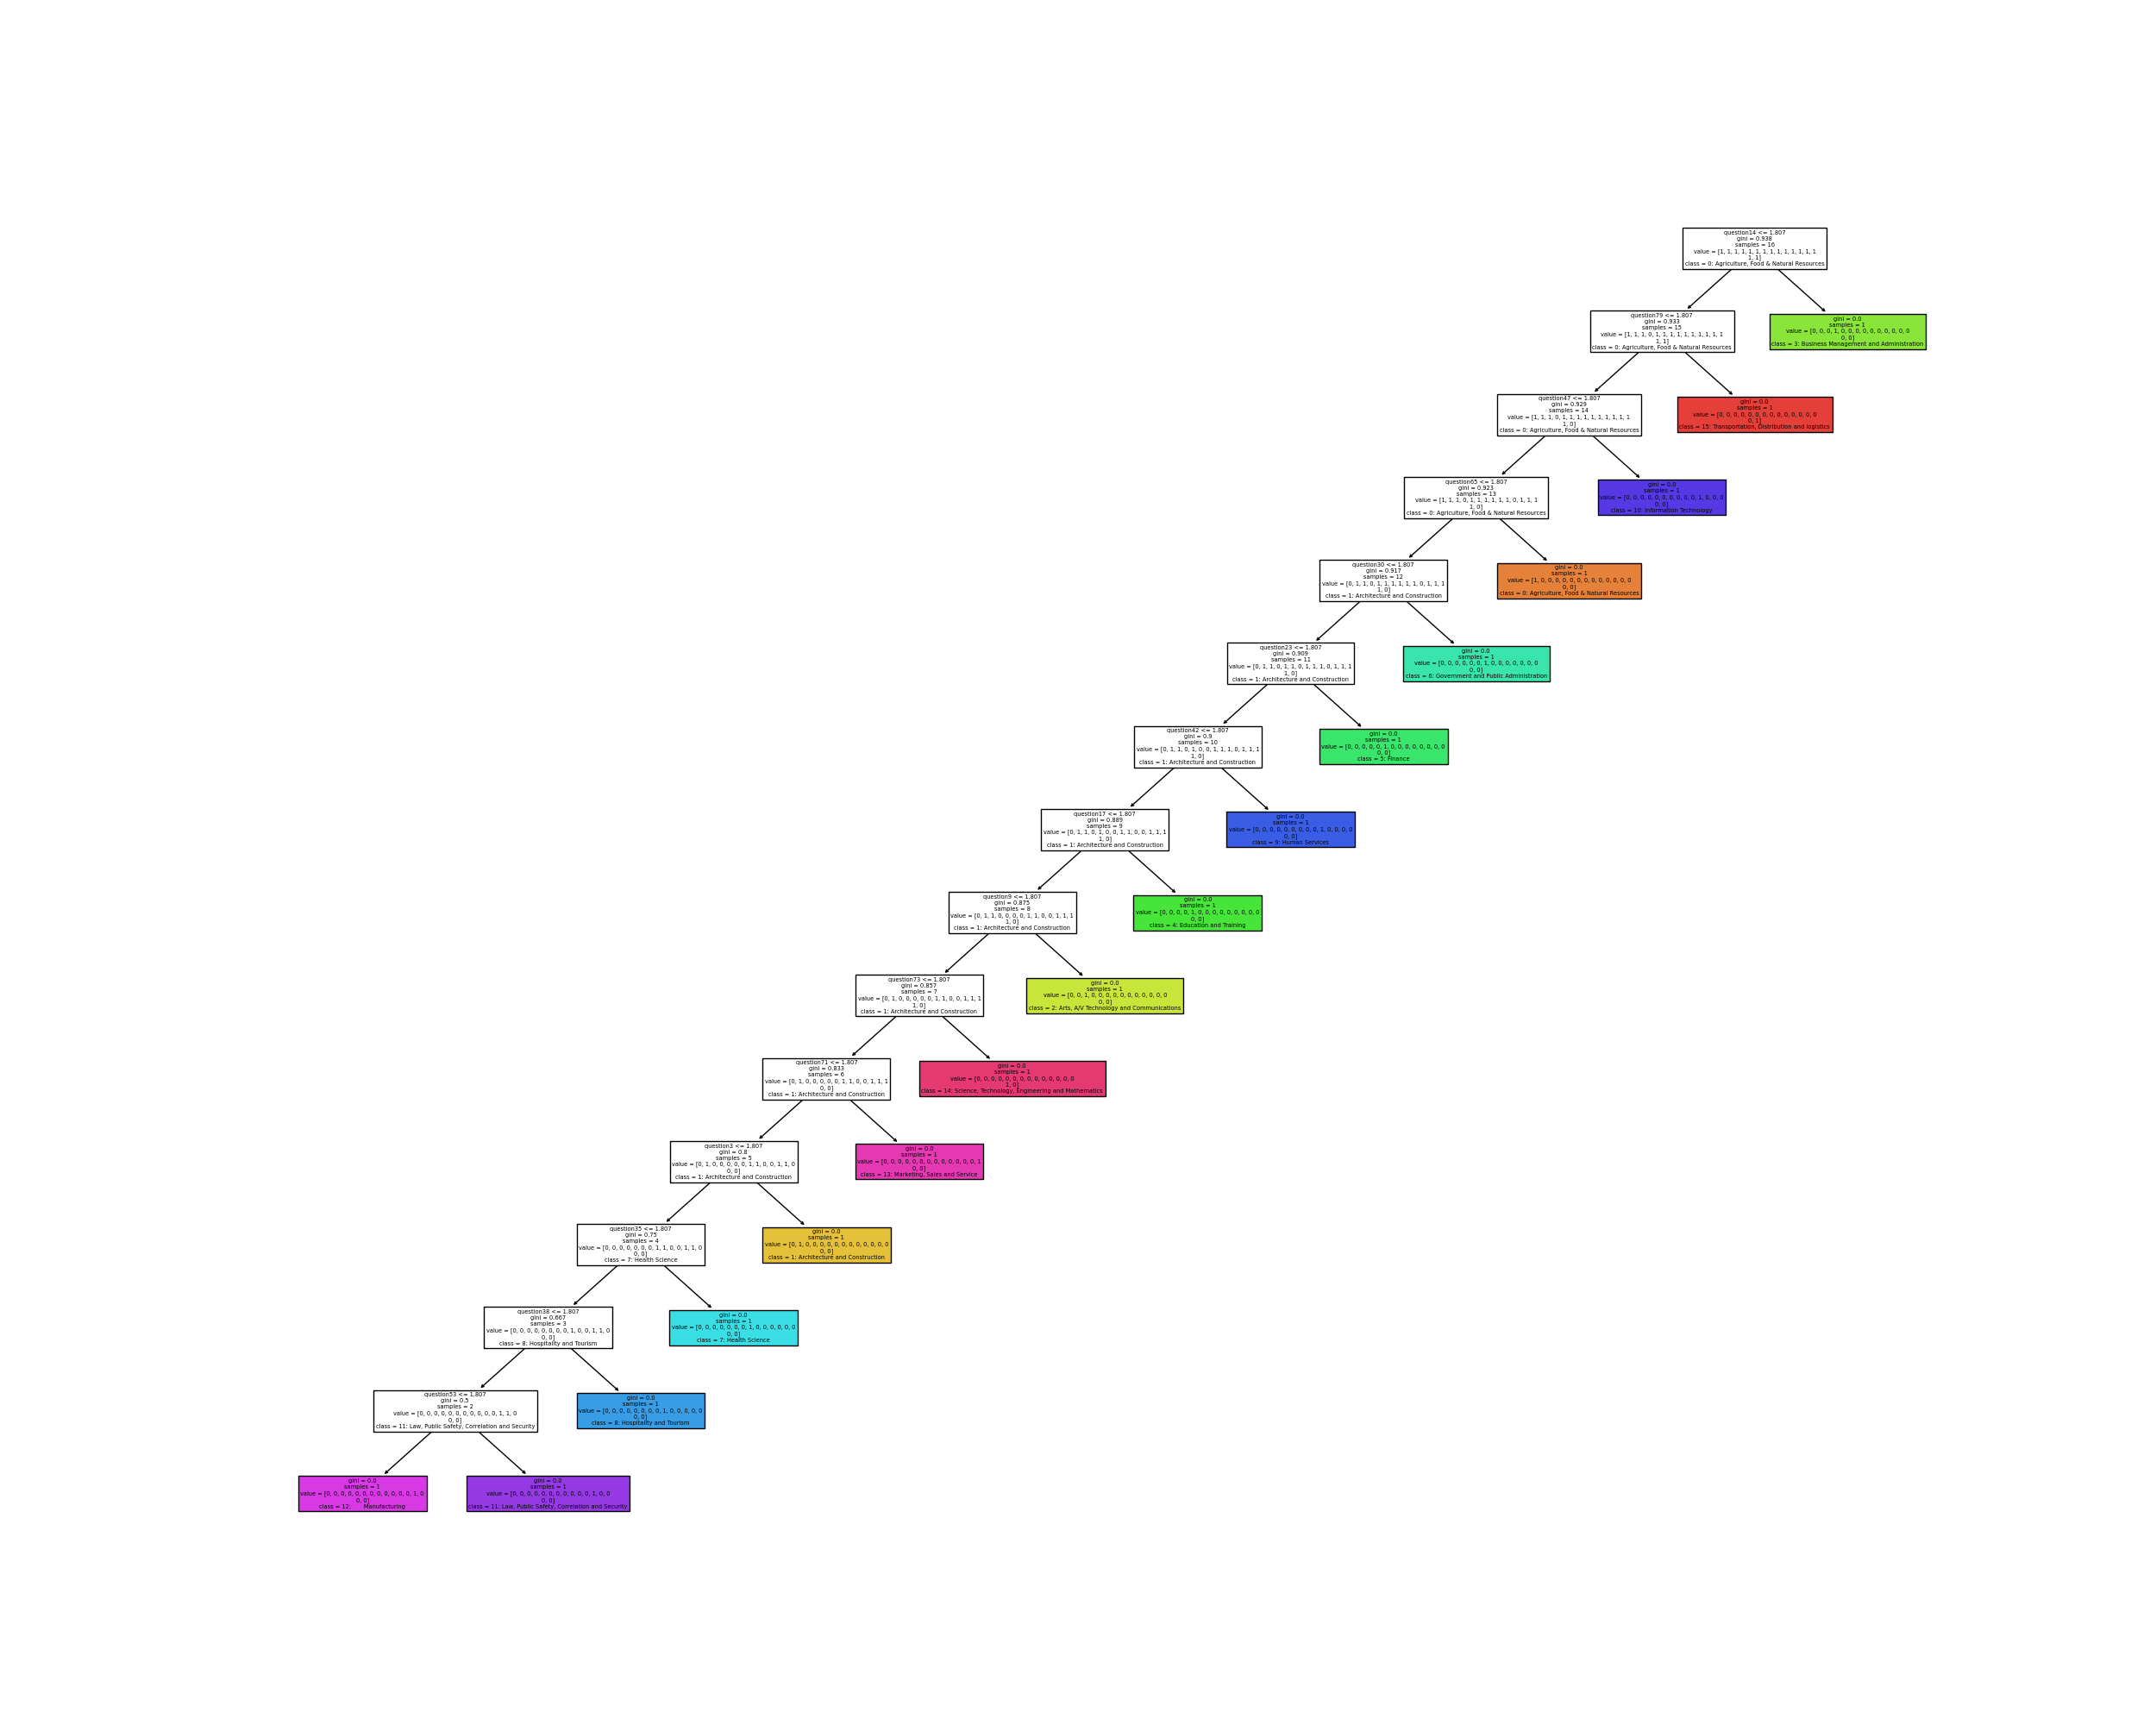 question14 <= 1.807
gini = 0.938
samples = 16
value = [1, 1, 1, 1, 1, 1, 1, 1, 1, 1, 1, 1, 1, 1
1, 1]
class = 0: Agriculture, Food & Natural Resources
question79 <= 1.807
gini = 0.933
samples = 15
value = [1, 1, 1, 0, 1, 1, 1, 1, 1, 1, 1, 1, 1, 1
1, 1]
class = 0: Agriculture, Food & Natural Resources
gini = 0.0
samples = 1
value = [0, 0, 0, 1, 0, 0, 0, 0, 0, 0, 0, 0, 0, 0
0, 0]
class = 3: Business Management and Administration
question47 <= 1.807
gini = 0.929
samples = 14
value = [1, 1, 1, 0, 1, 1, 1, 1, 1, 1, 1, 1, 1, 1
1, 0]
class = 0: Agriculture, Food & Natural Resources
gini = 0.0
samples = 1
value = [0, 0, 0, 0, 0, 0, 0, 0, 0, 0, 0, 0, 0, 0
0, 1]
class = 15: Transportation, Distribution and logistics
question65 <= 1.807
gini = 0.923
samples = 13
value = [1, 1, 1, 0, 1, 1, 1, 1, 1, 1, 0, 1, 1, 1
1, 0]
class = 0: Agriculture, Food & Natural Resources
gini = 0.0
samples = 1
value = [0, 0, 0, 0, 0, 0, 0, 0, 0, 0, 1, 0, 0, 0
0, 0]
class = 10: Information Technology
question30 <= 1.807
gini = 0.917
samples = 12
value = [0, 1, 1, 0, 1, 1, 1, 1, 1, 1, 0, 1, 1, 1
1, 0]
class = 1: Architecture and Construction
gini = 0.0
samples = 1
value = [1, 0, 0, 0, 0, 0, 0, 0, 0, 0, 0, 0, 0, 0
0, 0]
class = 0: Agriculture, Food & Natural Resources
question23 <= 1.807
gini = 0.909
samples = 11
value = [0, 1, 1, 0, 1, 1, 0, 1, 1, 1, 0, 1, 1, 1
1, 0]
class = 1: Architecture and Construction
gini = 0.0
samples = 1
value = [0, 0, 0, 0, 0, 0, 1, 0, 0, 0, 0, 0, 0, 0
0, 0]
class = 6: Government and Public Administration
question42 <= 1.807
gini = 0.9
samples = 10
value = [0, 1, 1, 0, 1, 0, 0, 1, 1, 1, 0, 1, 1, 1
1, 0]
class = 1: Architecture and Construction
gini = 0.0
samples = 1
value = [0, 0, 0, 0, 0, 1, 0, 0, 0, 0, 0, 0, 0, 0
0, 0]
class = 5: Finance
question17 <= 1.807
gini = 0.889
samples = 9
value = [0, 1, 1, 0, 1, 0, 0, 1, 1, 0, 0, 1, 1, 1
1, 0]
class = 1: Architecture and Construction
gini = 0.0
samples = 1
value = [0, 0, 0, 0, 0, 0, 0, 0, 0, 1, 0, 0, 0, 0
0, 0]
class = 9: Human Services
question9 <= 1.807
gini = 0.875
samples = 8
value = [0, 1, 1, 0, 0, 0, 0, 1, 1, 0, 0, 1, 1, 1
1, 0]
class = 1: Architecture and Construction
gini = 0.0
samples = 1
value = [0, 0, 0, 0, 1, 0, 0, 0, 0, 0, 0, 0, 0, 0
0, 0]
class = 4: Education and Training
question73 <= 1.807
gini = 0.857
samples = 7
value = [0, 1, 0, 0, 0, 0, 0, 1, 1, 0, 0, 1, 1, 1
1, 0]
class = 1: Architecture and Construction
gini = 0.0
samples = 1
value = [0, 0, 1, 0, 0, 0, 0, 0, 0, 0, 0, 0, 0, 0
0, 0]
class = 2: Arts, A/V Technology and Communications
question71 <= 1.807
gini = 0.833
samples = 6
value = [0, 1, 0, 0, 0, 0, 0, 1, 1, 0, 0, 1, 1, 1
0, 0]
class = 1: Architecture and Construction
gini = 0.0
samples = 1
value = [0, 0, 0, 0, 0, 0, 0, 0, 0, 0, 0, 0, 0, 0
1, 0]
class = 14: Science, Technology, Engineering and Mathematics
question3 <= 1.807
gini = 0.8
samples = 5
value = [0, 1, 0, 0, 0, 0, 0, 1, 1, 0, 0, 1, 1, 0
0, 0]
class = 1: Architecture and Construction
gini = 0.0
samples = 1
value = [0, 0, 0, 0, 0, 0, 0, 0, 0, 0, 0, 0, 0, 1
0, 0]
class = 13: Marketing, Sales and Service
question35 <= 1.807
gini = 0.75
samples = 4
value = [0, 0, 0, 0, 0, 0, 0, 1, 1, 0, 0, 1, 1, 0
0, 0]
class = 7: Health Science
gini = 0.0
samples = 1
value = [0, 1, 0, 0, 0, 0, 0, 0, 0, 0, 0, 0, 0, 0
0, 0]
class = 1: Architecture and Construction
question38 <= 1.807
gini = 0.667
samples = 3
value = [0, 0, 0, 0, 0, 0, 0, 0, 1, 0, 0, 1, 1, 0
0, 0]
class = 8: Hospitality and Tourism
gini = 0.0
samples = 1
value = [0, 0, 0, 0, 0, 0, 0, 1, 0, 0, 0, 0, 0, 0
0, 0]
class = 7: Health Science
question53 <= 1.807
gini = 0.5
samples = 2
value = [0, 0, 0, 0, 0, 0, 0, 0, 0, 0, 0, 1, 1, 0
0, 0]
class = 11: Law, Public Safety, Correlation and Security
gini = 0.0
samples = 1
value = [0, 0, 0, 0, 0, 0, 0, 0, 1, 0, 0, 0, 0, 0
0, 0]
class = 8: Hospitality and Tourism
gini = 0.0
samples = 1
value = [0, 0, 0, 0, 0, 0, 0, 0, 0, 0, 0, 0, 1, 0
0, 0]
class = 12: Manufacturing
gini = 0.0
samples = 1
value = [0, 0, 0, 0, 0, 0, 0, 0, 0, 0, 0, 1, 0, 0
0, 0]
class = 11: Law, Public Safety, Correlation and Security